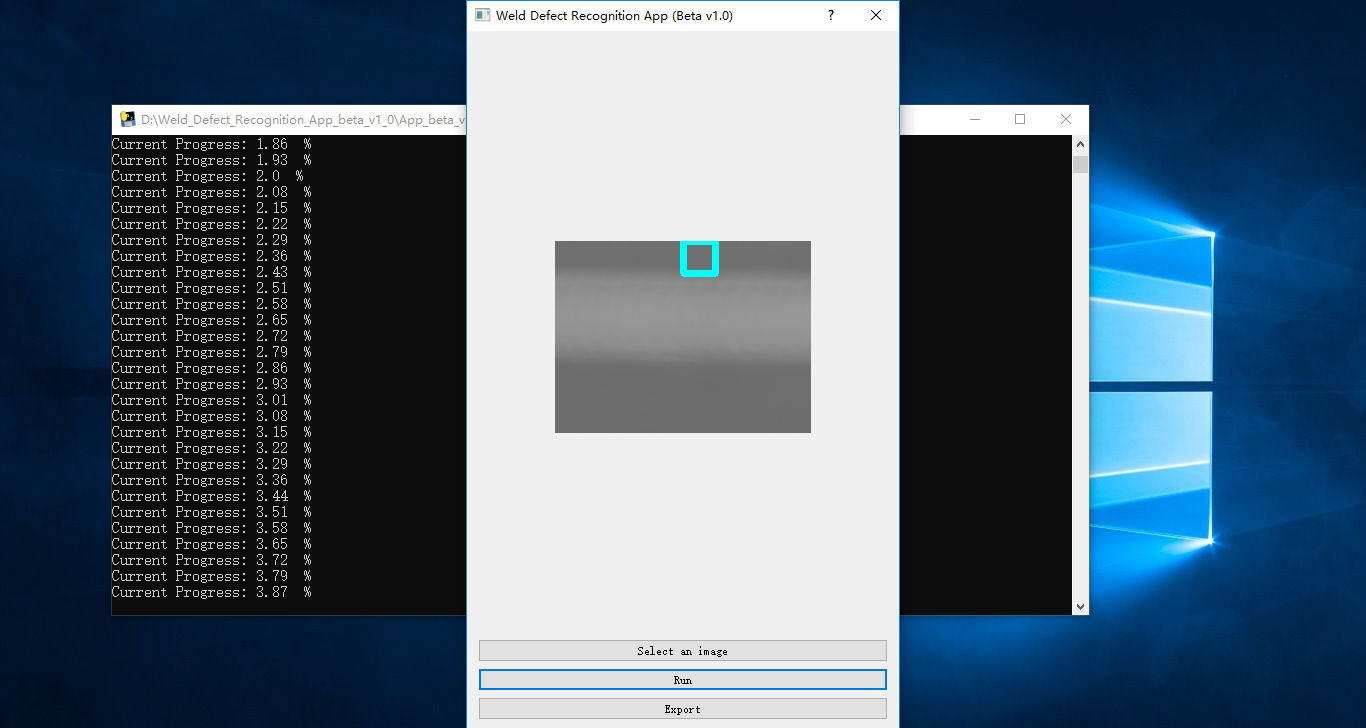 Weld Defect Recognition App (Beta v1.0)
D:\Weld_Defect_Recognition_App_beta_v1_0\App_beta_v
Current Progress: 1.86  %
Current Progress: 1.93  %
Current Progress: 2.0  %
Current Progress: 2.08  %
Current Progress: 2.15  %
Current Progress: 2.22  %
Current Progress: 2.29  %
Current Progress: 2.36  %
Current Progress: 2.43  %
Current Progress: 2.51  %
Current Progress: 2.58  %
Current Progress: 2.65  %
Current Progress: 2.72  %
Current Progress: 2.79  %
Current Progress: 2.86  %
Current Progress: 2.93  %
Current Progress: 3.01  %
Current Progress: 3.08  %
Current Progress: 3.15  %
Current Progress: 3.22  %
Current Progress: 3.29  %
Current Progress: 3.36  %
Current Progress: 3.44  %
Current Progress: 3.51  %
Current Progress: 3.58  %
Current Progress: 3.65  %
Current Progress: 3.72  %
Current Progress: 3.79  %
Current Progress: 3.87  %
Select an image
Run
Export